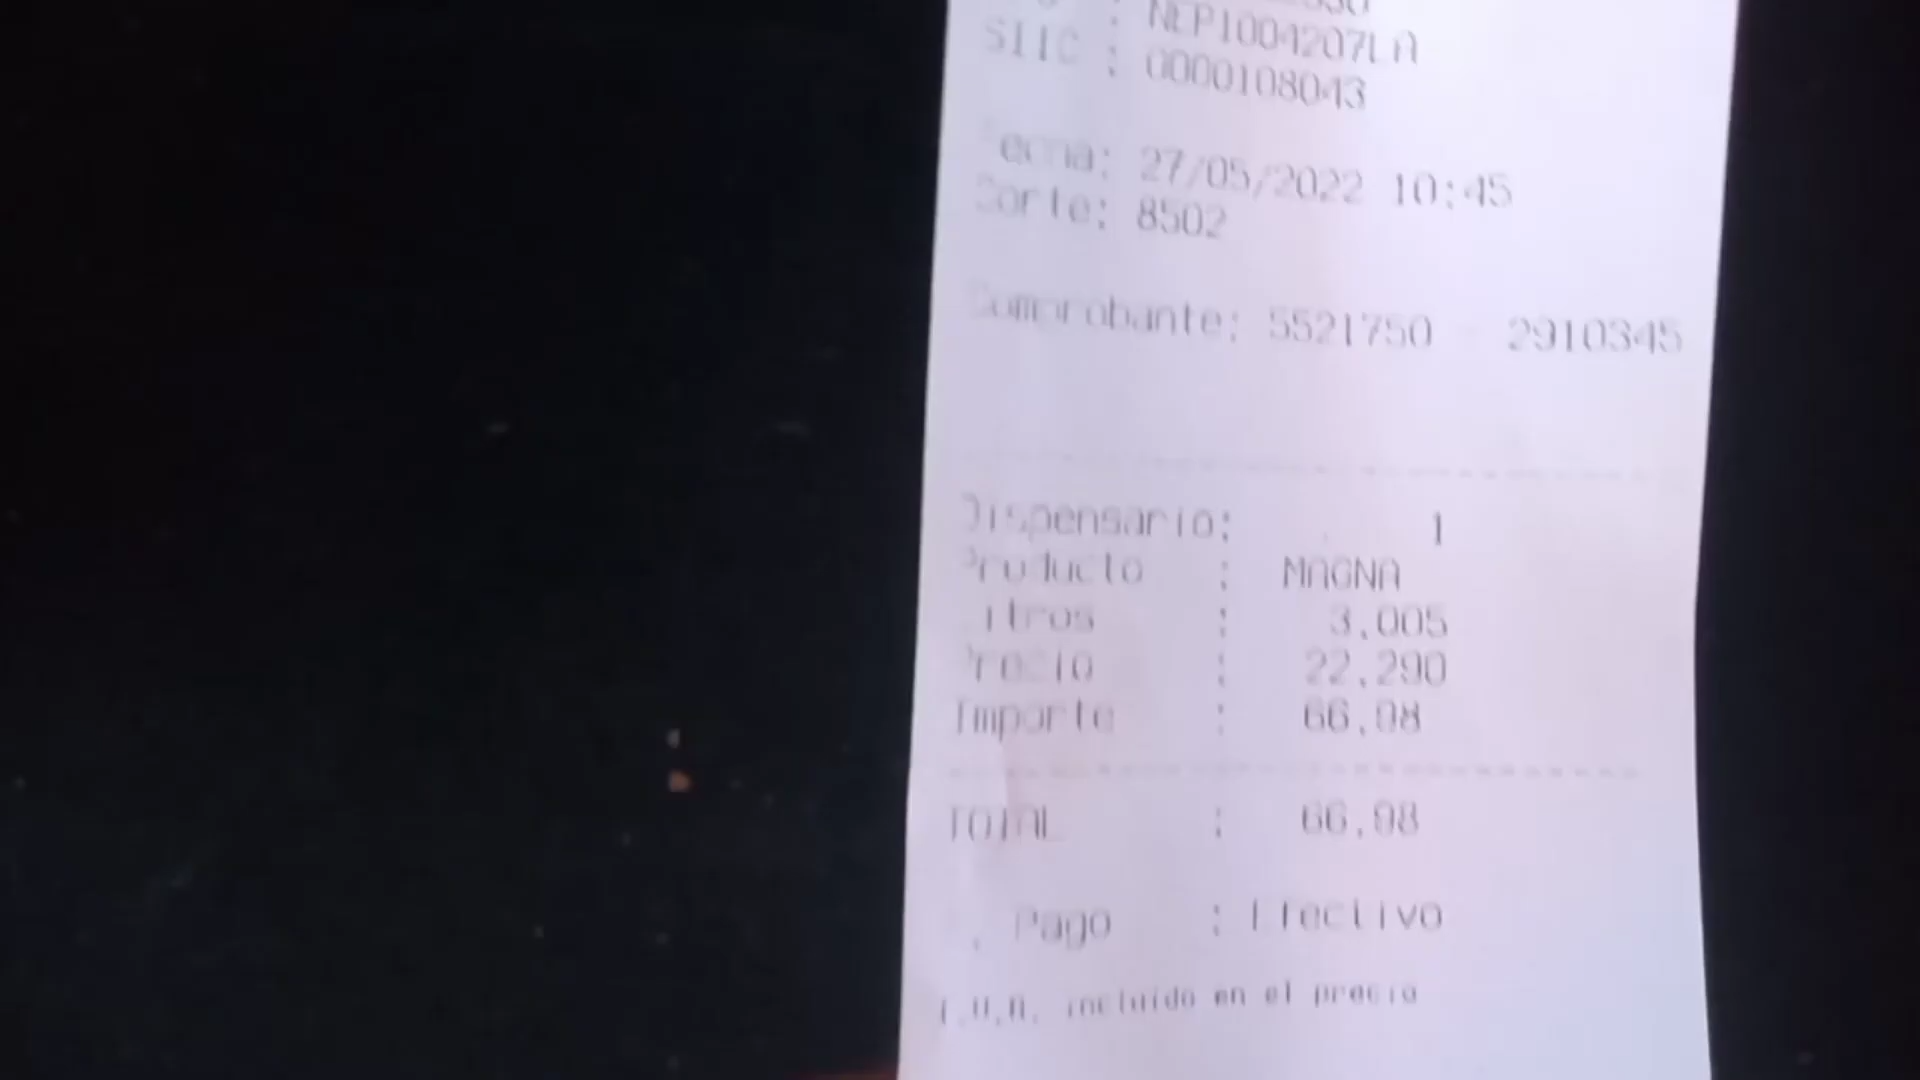 : NEP1004207LA
SIIC : 0000108043
Fecha: 27/05/2022 10:45
Corte: 8502
Comprobante: 5521750 2910345
Dispensario: 1
Producto : MAGNA
Litros : 3.005
Precio : 22.290
Importe : 66.98
TOTAL : 66.98
Pago : Efectivo
I.V.A. incluido en el precio